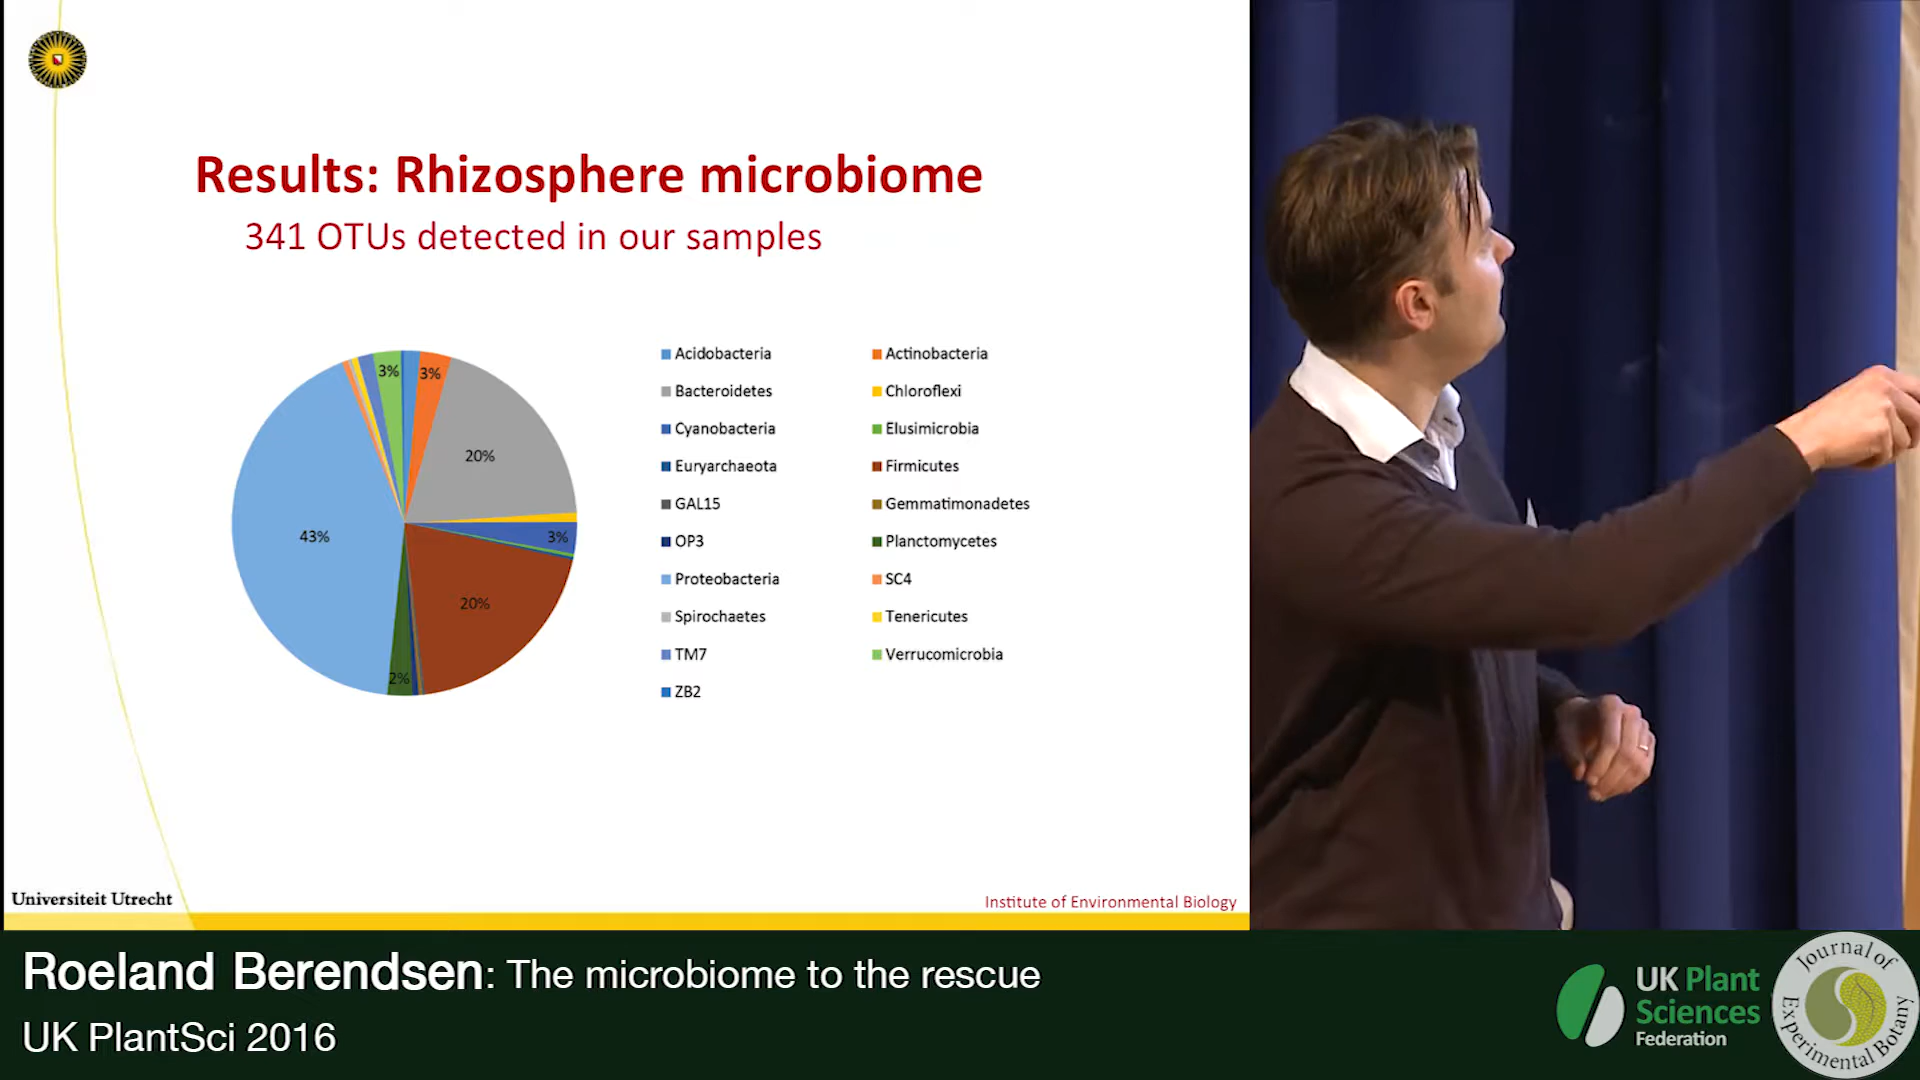 Results: Rhizosphere microbiome
341 OTUs detected in our samples
3%
3%
20%
43%
3%
20%
2%
Acidobacteria
Actinobacteria
Bacteroidetes
Chloroflexi
Cyanobacteria
Elusimicrobia
Euryarchaeota
Firmicutes
GAL15
Gemmatimonadetes
OP3
Planctomycetes
Proteobacteria
SC4
Spirochaetes
Tenericutes
TM7
Verrucomicrobia
ZB2
Universiteit Utrecht
Institute of Environmental Biology
Roeland Berendsen: The microbiome to the rescue
UK PlantSci 2016
UK Plant
Sciences
Federation
Journal of
Experimental Botany